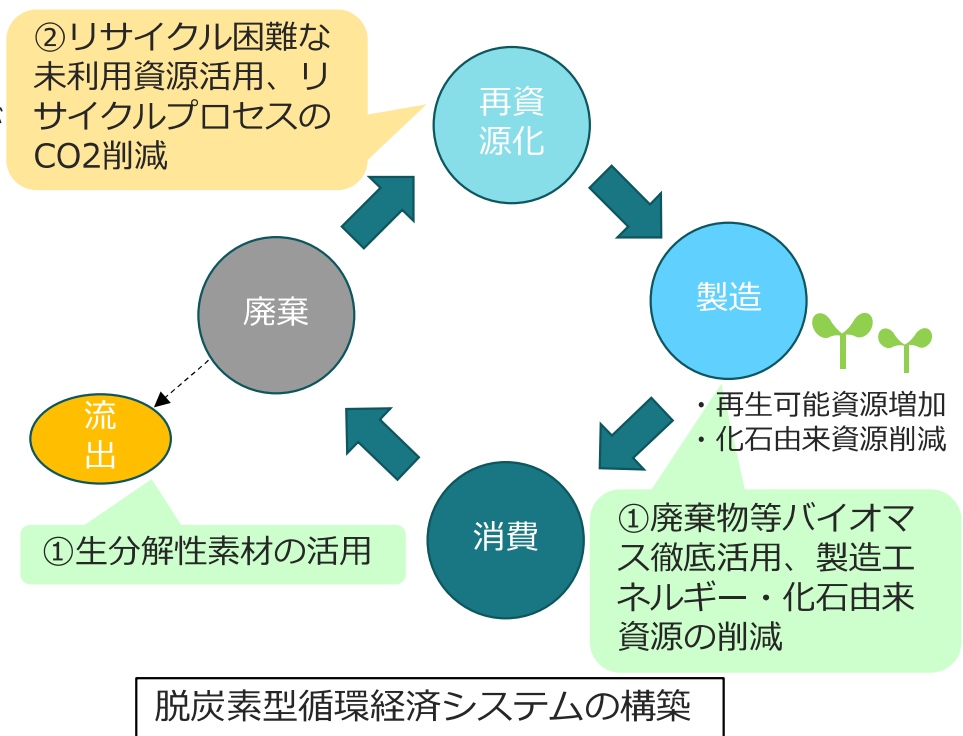 ②リサイクル困難な
未利用資源活用、リ
サイクルプロセスの
CO2削減
再資
源化
製造
廃棄
流
出
・再生可能資源増加
・化石由来資源削減
消費
①生分解性素材の活用
①廃棄物等バイオマ
ス徹底活用、製造エ
ネルギー・化石由来
資源の削減
脱炭素型循環経済システムの構築